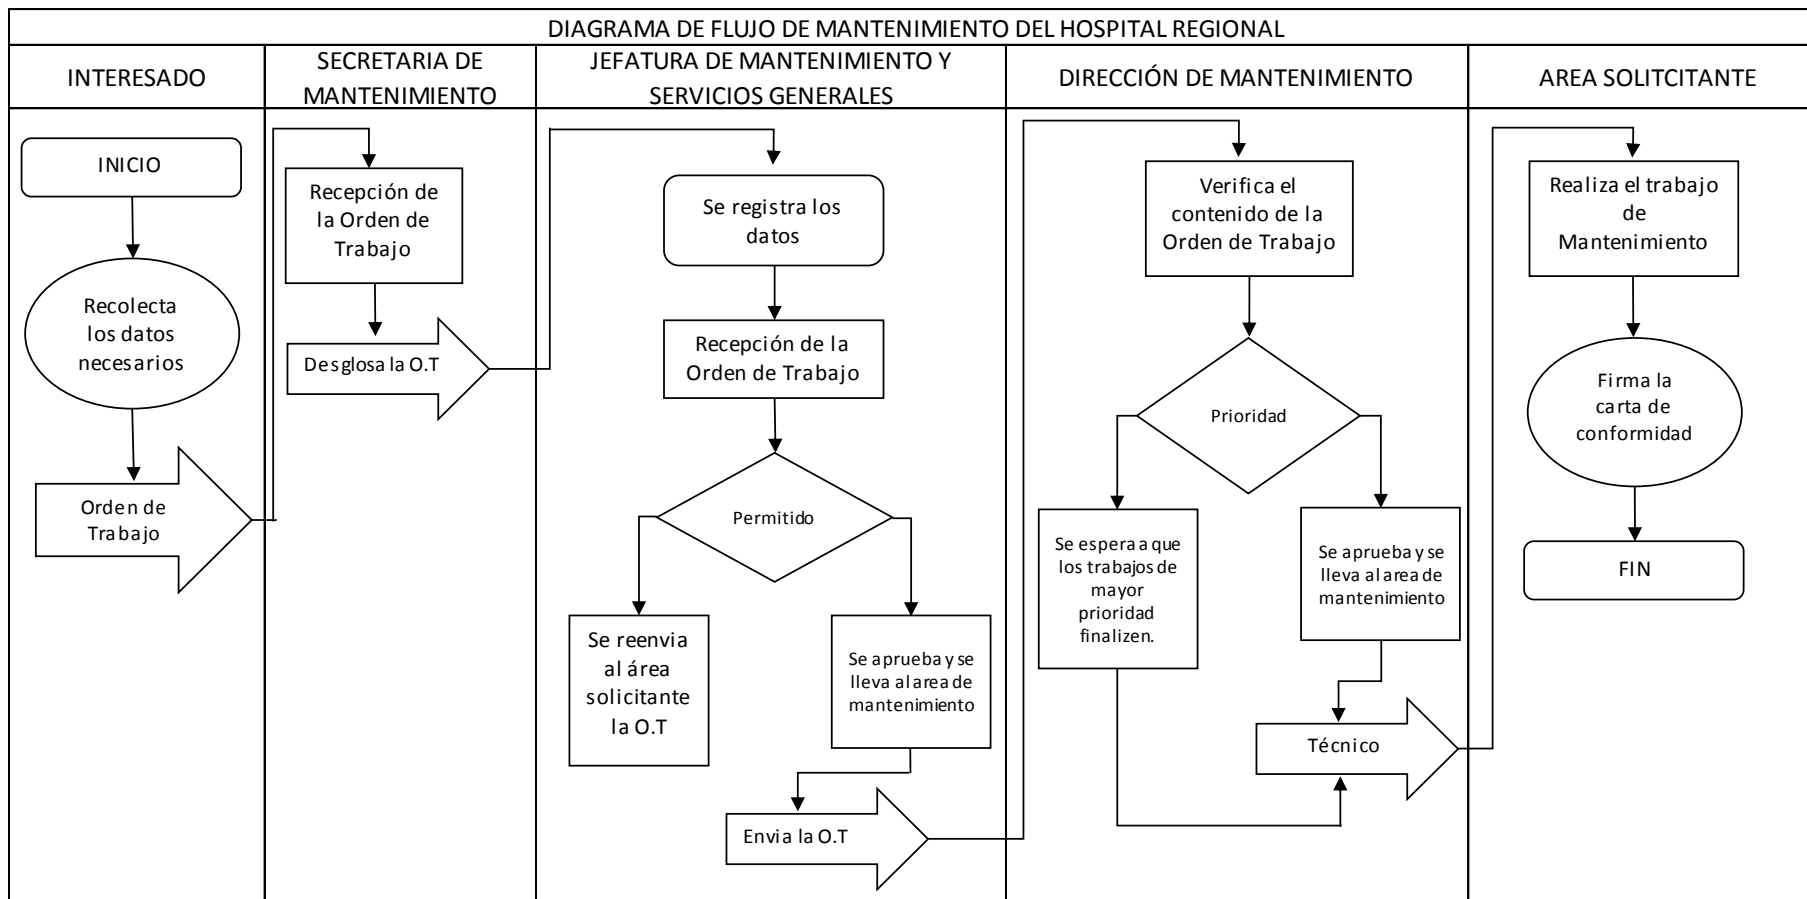 DIAGRAMA DE FLUJO DE MANTENIMIENTO DEL HOSPITAL REGIONAL
INTERESADO
SECRETARIA DE
MANTENIMIENTO
JEFATURA DE MANTENIMIENTO Y
SERVICIOS GENERALES
DIRECCIÓN DE MANTENIMIENTO
AREA SOLITCITANTE
INICIO
Recolecta
los datos
necesarios
Orden de
Trabajo
Recepción de
la Orden de
Trabajo
Desglosa la O.T
Se registra los
datos
Recepción de la
Orden de Trabajo
Permitido
Se reenvia
al área
solicitante
la O.T
Se aprueba y se
lleva al area de
mantenimiento
Envia la O.T
Verifica el
contenido de la
Orden de Trabajo
Prioridad
Se espera a que
los trabajos de
mayor
prioridad
finalizen.
Se aprueba y se
lleva al area de
mantenimiento
Técnico
Realiza el trabajo
de
Mantenimiento
Firma la
carta de
conformidad
FIN